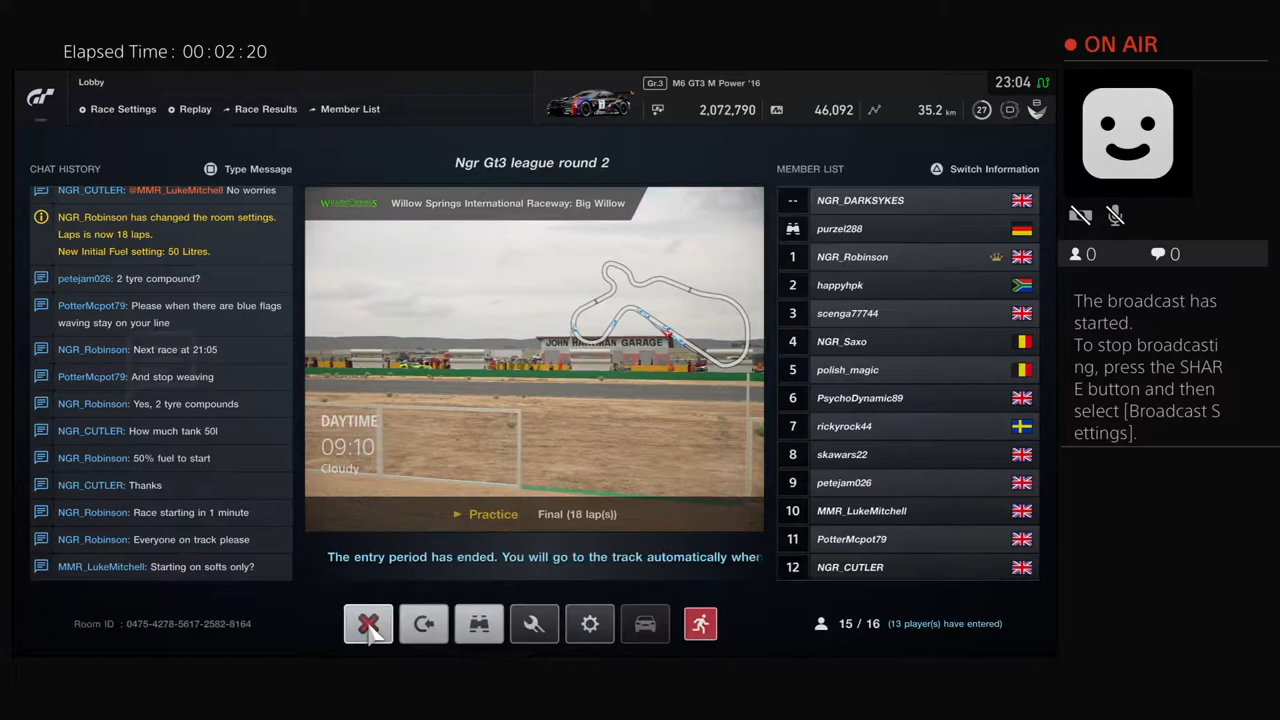 Elapsed Time : 00:02:20
ON AIR
Lobby
Race Settings
Replay
Race Results
Member List
Gr.3
M6 GT3 M Power '16
2,072,790
46,092
35.2 km
23:04
27
CHAT HISTORY
Type Message
Ngr Gt3 league round 2
MEMBER LIST
Switch Information
NGR_CUTLER: @MMR_LukeMitchell No worries
NGR_Robinson has changed the room settings.
Laps is now 18 laps.
New Initial Fuel setting: 50 Litres.
petejam026: 2 tyre compound?
PotterMcpot79: Please when there are blue flags
waving stay on your line
NGR_Robinson: Next race at 21:05
PotterMcpot79: And stop weaving
NGR_Robinson: Yes, 2 tyre compounds
NGR_CUTLER: How much tank 50l
NGR_Robinson: 50% fuel to start
NGR_CUTLER: Thanks
NGR_Robinson: Race starting in 1 minute
NGR_Robinson: Everyone on track please
MMR_LukeMitchell: Starting on softs only?
WILLOW SPRINGS
Willow Springs International Raceway: Big Willow
JOHN HARTMAN GARAGE
DAYTIME
09:10
Cloudy
Practice
Final (18 lap(s))
The entry period has ended. You will go to the track automatically when
-- NGR_DARKSYKES
purzel288
1 NGR_Robinson
2 happyhpk
3 scenga77744
4 NGR_Saxo
5 polish_magic
6 PsychoDynamic89
7 rickyrock44
8 skawars22
9 petejam026
10 MMR_LukeMitchell
11 PotterMcpot79
12 NGR_CUTLER
Room ID : 0475-4278-5617-2582-8164
15 / 16
(13 player(s) have entered)
0
0
The broadcast has
started.
To stop broadcasti
ng, press the SHAR
E button and then
select [Broadcast S
ettings].